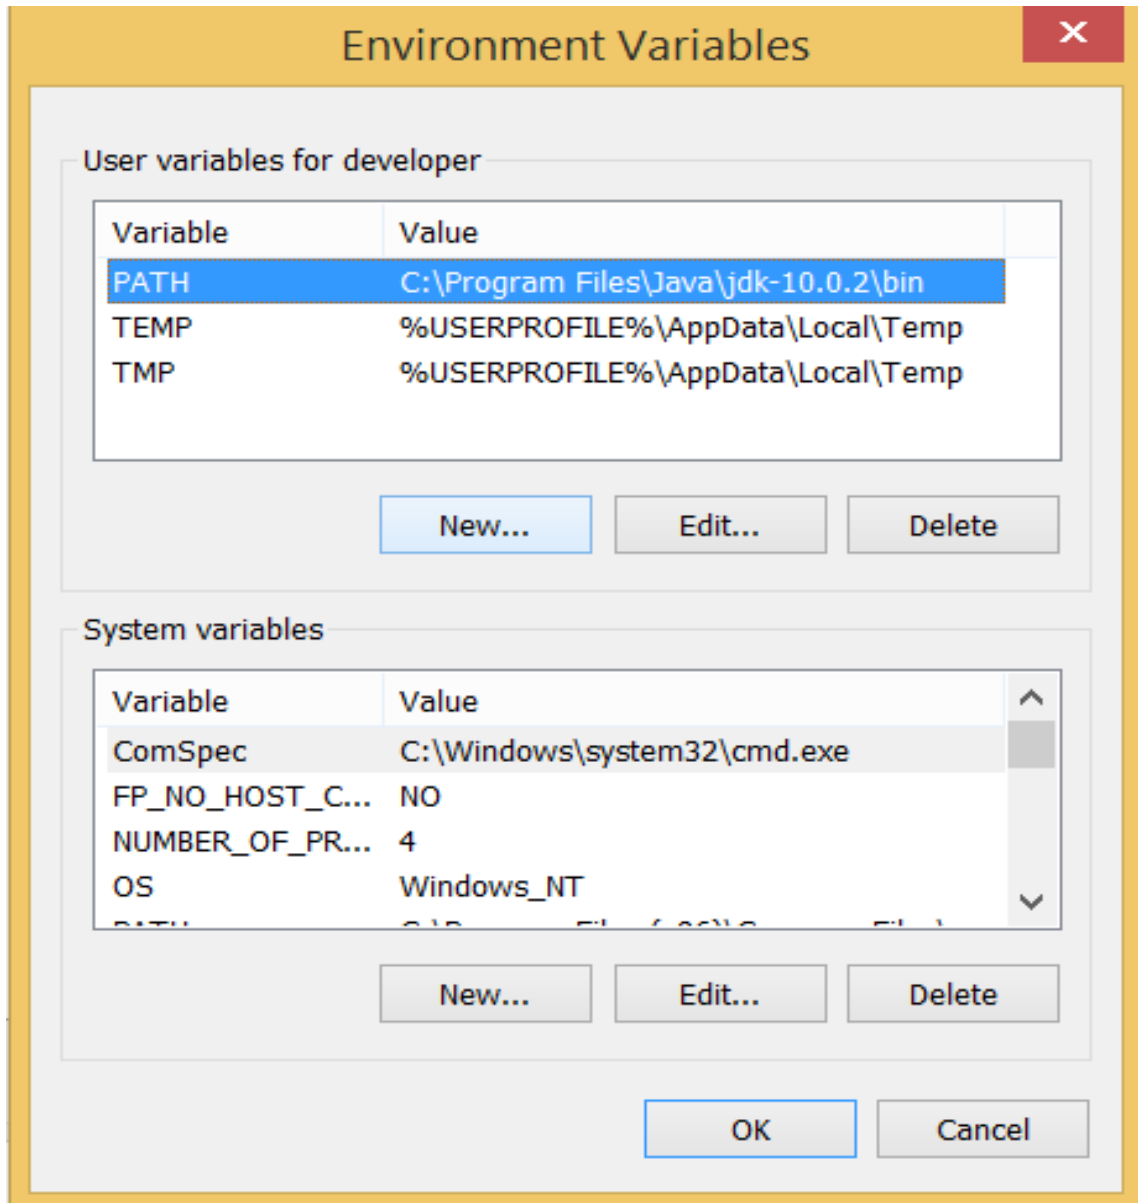 Environment Variables
User variables for developer
Variable Value
PATH C:\Program Files\Java\jdk-10.0.2\bin
TEMP %USERPROFILE%\AppData\Local\Temp
TMP %USERPROFILE%\AppData\Local\Temp
New... Edit... Delete
System variables
Variable Value
ComSpec C:\Windows\system32\cmd.exe
FP_NO_HOST_C... NO
NUMBER_OF_PR... 4
OS Windows_NT
New... Edit... Delete
OK Cancel